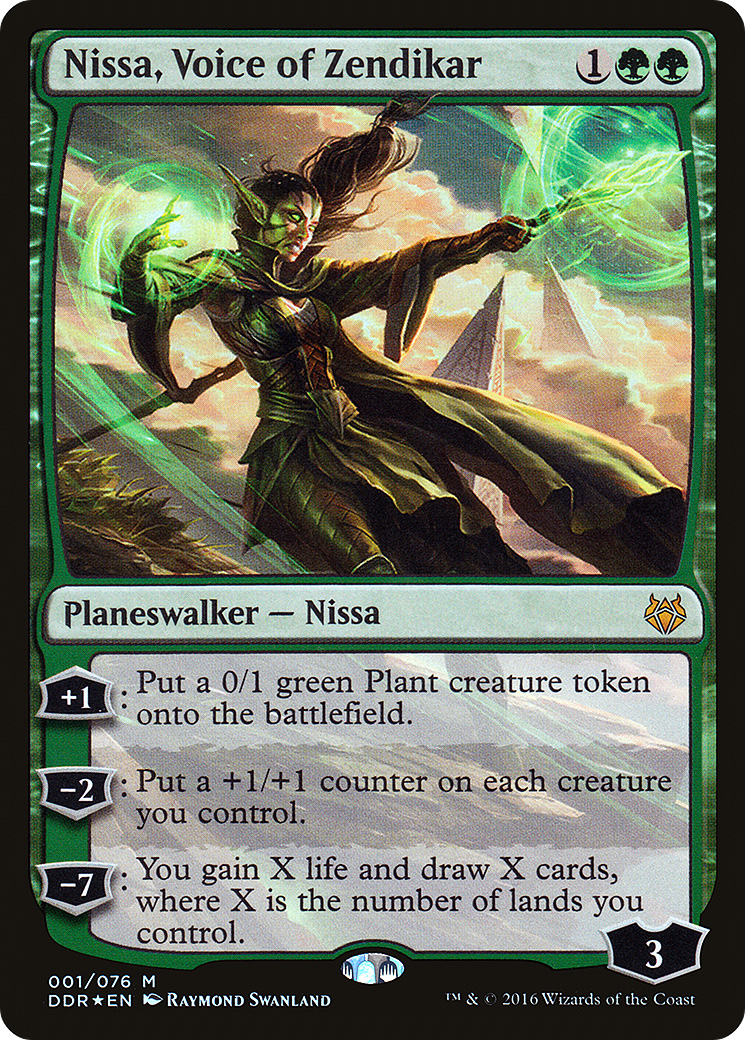 Nissa, Voice of Zendikar 1
Planeswalker — Nissa
+1 : Put a 0/1 green Plant creature token
onto the battlefield.
−2 : Put a +1/+1 counter on each creature
you control.
−7 : You gain X life and draw X cards,
where X is the number of lands you
control.
3
001/076 M
DDR★EN Raymond Swanland ™ & © 2016 Wizards of the Coast